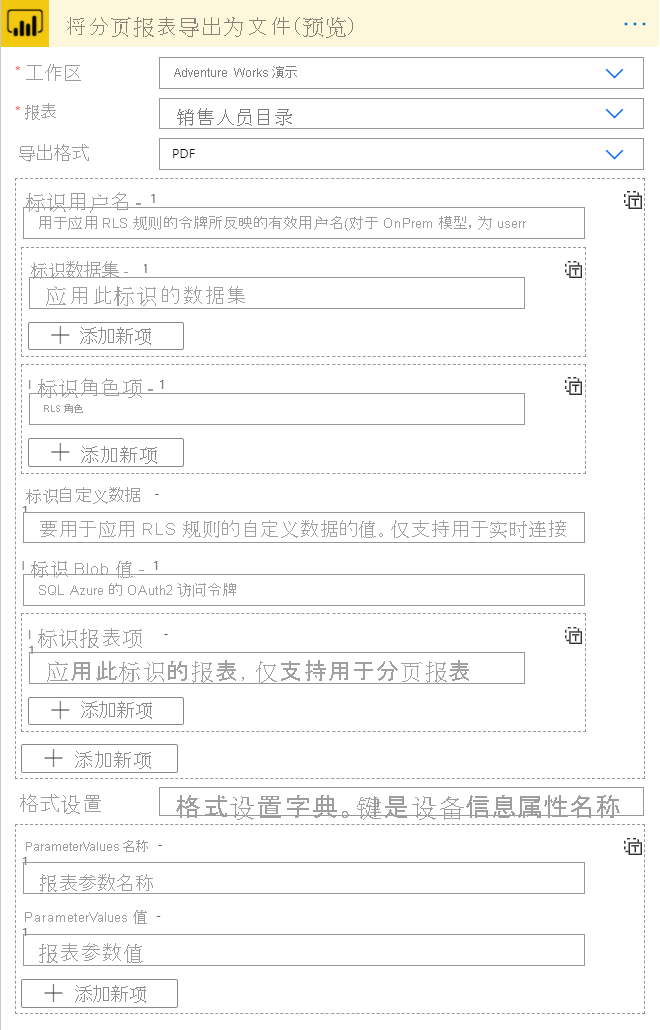 将分页报表导出为文件(预览)
* 工作区
Adventure Works 演示
* 报表
销售人员目录
导出格式
PDF
标识用户名 - 1
用于应用 RLS 规则的令牌所反映的有效用户名(对于 OnPrem 模型, 为 userr
标识数据集 - 1
应用此标识的数据集
添加新项
标识角色项 - 1
RLS 角色
添加新项
标识自定义数据 -
1
要用于应用 RLS 规则的自定义数据的值。仅支持用于实时连接
标识 Blob 值 - 1
SQL Azure 的 OAuth2 访问令牌
标识报表项 -
1
应用此标识的报表, 仅支持用于分页报表
添加新项
添加新项
格式设置
格式设置字典。键是设备信息属性名称
ParameterValues 名称 -
1
报表参数名称
ParameterValues 值 -
1
报表参数值
添加新项